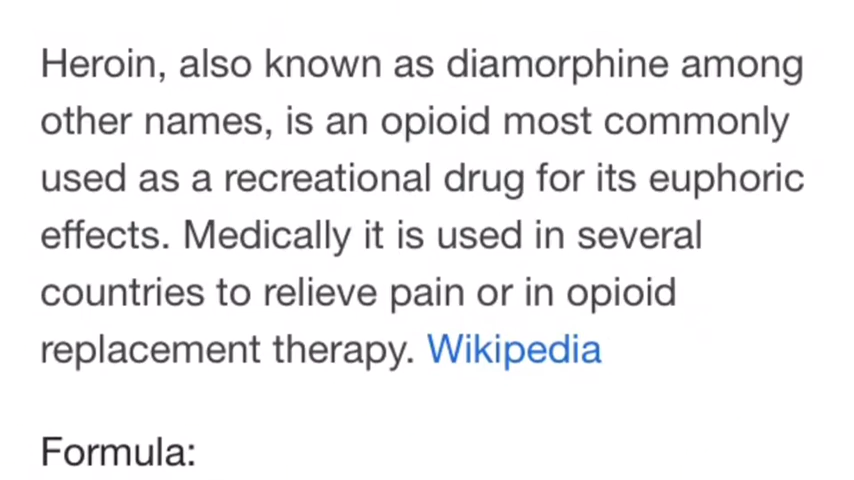 Heroin, also known as diamorphine among
other names, is an opioid most commonly
used as a recreational drug for its euphoric
effects. Medically it is used in several
countries to relieve pain or in opioid
replacement therapy. Wikipedia
Formula: